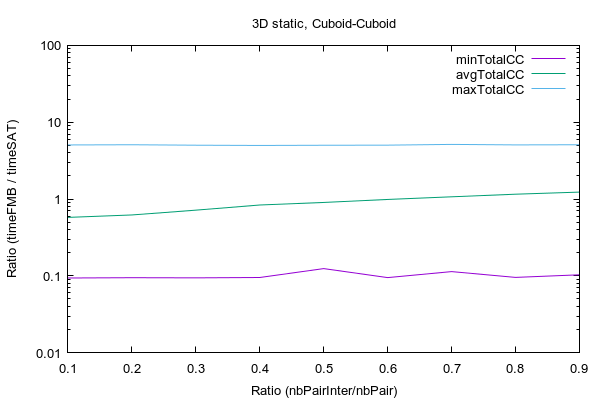 3D static, Cuboid-Cuboid
minTotalCC
avgTotalCC
maxTotalCC
Ratio (timeFMB / timeSAT)
100
10
1
0.1
0.01
0.1 0.2 0.3 0.4 0.5 0.6 0.7 0.8 0.9
Ratio (nbPairInter/nbPair)